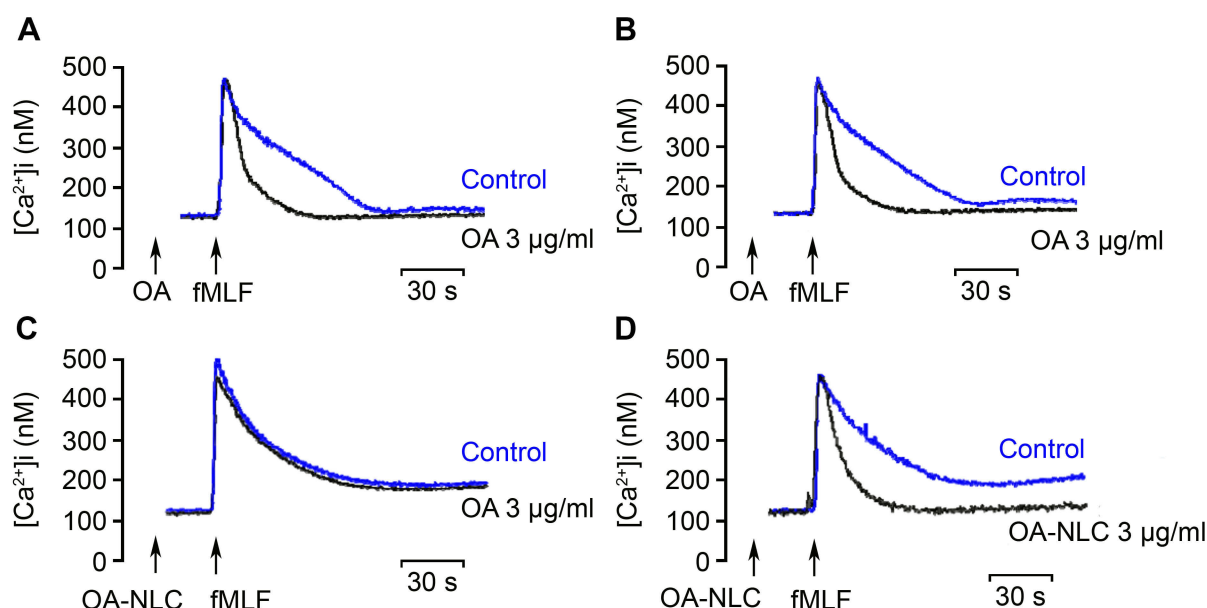 A
[Ca²⁺]i (nM)
500
400
300
200
100
0
Control
OA 3 µg/ml
OA
fMLF
30 s
B
[Ca²⁺]i (nM)
500
400
300
200
100
0
Control
OA 3 µg/ml
OA
fMLF
30 s
C
[Ca²⁺]i (nM)
500
400
300
200
100
0
Control
OA 3 µg/ml
OA-NLC
fMLF
30 s
D
[Ca²⁺]i (nM)
500
400
300
200
100
0
Control
OA-NLC 3 µg/ml
OA-NLC
fMLF
30 s